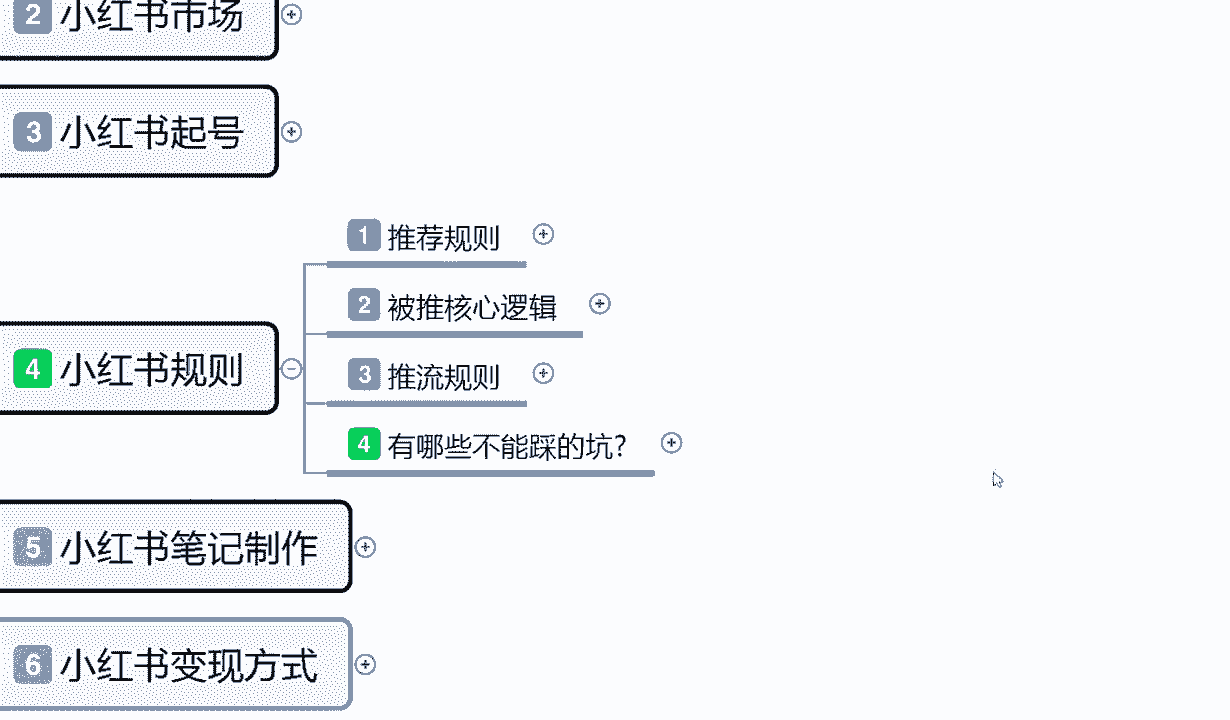 2 小红书市场
3 小红书起号
1 推荐规则
2 被推核心逻辑
4 小红书规则
3 推流规则
4 有哪些不能踩的坑?
5 小红书笔记制作
6 小红书变现方式